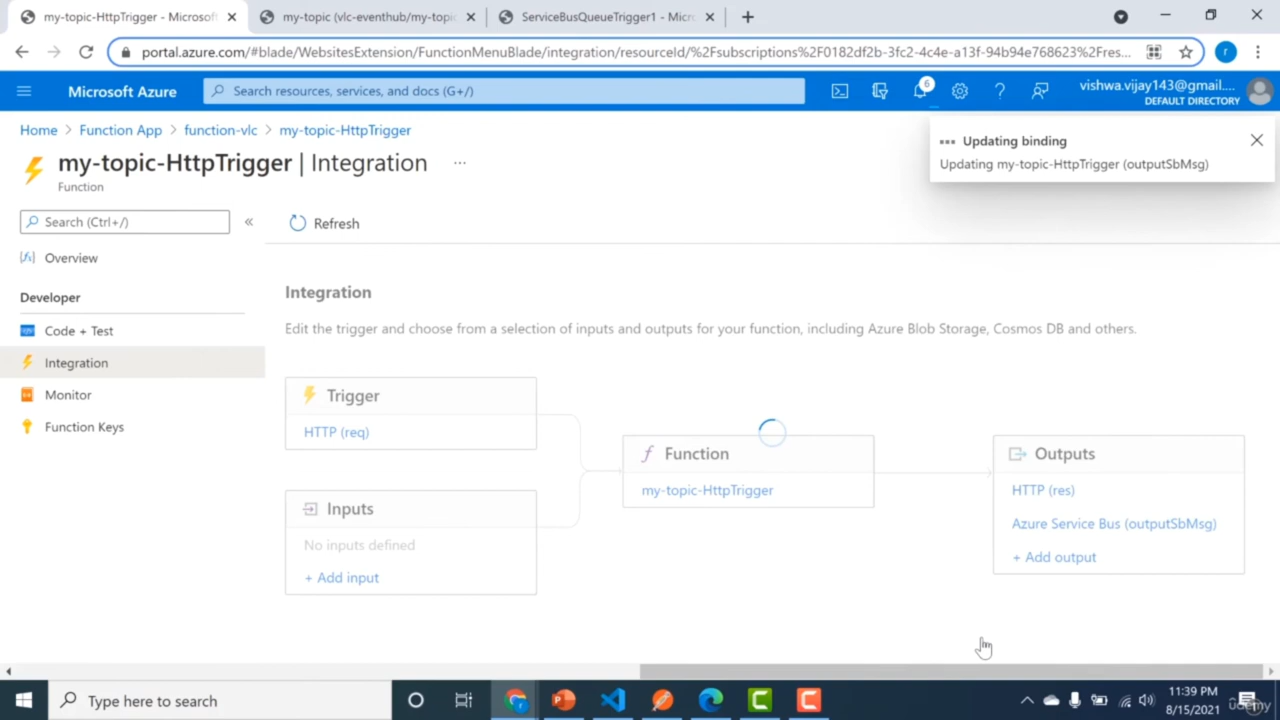 my-topic-HttpTrigger - Microsoft
my-topic (vlc-eventhub/my-topic
ServiceBusQueueTrigger1 - Micr
portal.azure.com/#blade/WebsitesExtension/FunctionMenuBlade/integration/resourceId/%2Fsubscriptions%2F0182df2b-3fc2-4c4e-a13f-94b94e768623%2Fres...
r
Microsoft Azure
Search resources, services, and docs (G+/)
6
vishwa.vijay143@gmail....
DEFAULT DIRECTORY
Home > Function App > function-vlc > my-topic-HttpTrigger
Updating binding
Updating my-topic-HttpTrigger (outputSbMsg)
my-topic-HttpTrigger | Integration ...
Function
Search (Ctrl+/)
«
Refresh
Overview
Developer
Code + Test
Integration
Monitor
Function Keys
Integration
Edit the trigger and choose from a selection of inputs and outputs for your function, including Azure Blob Storage, Cosmos DB and others.
Trigger
HTTP (req)
Inputs
No inputs defined
+ Add input
Function
my-topic-HttpTrigger
Outputs
HTTP (res)
Azure Service Bus (outputSbMsg)
+ Add output
Type here to search
11:39 PM
8/15/2021
udemy